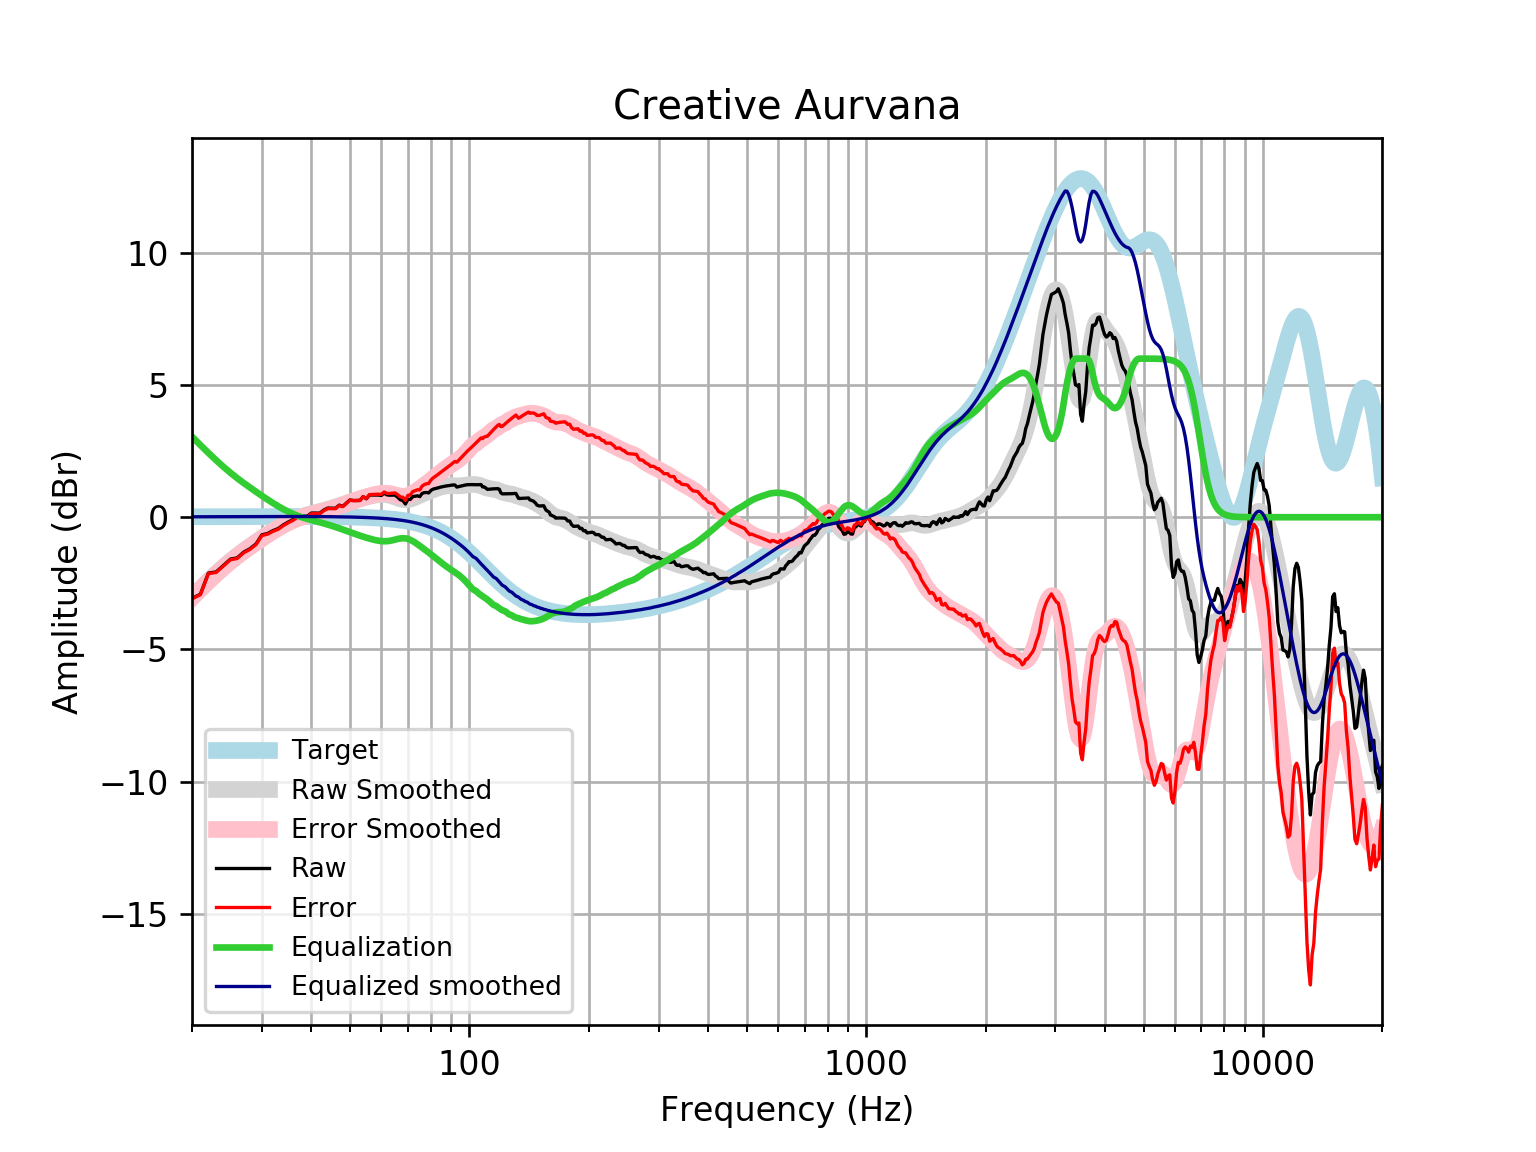 Creative Aurvana
Amplitude (dBr)
10
5
0
−5
−10
−15
Target
Raw Smoothed
Error Smoothed
Raw
Error
Equalization
Equalized smoothed
100
1000
10000
Frequency (Hz)